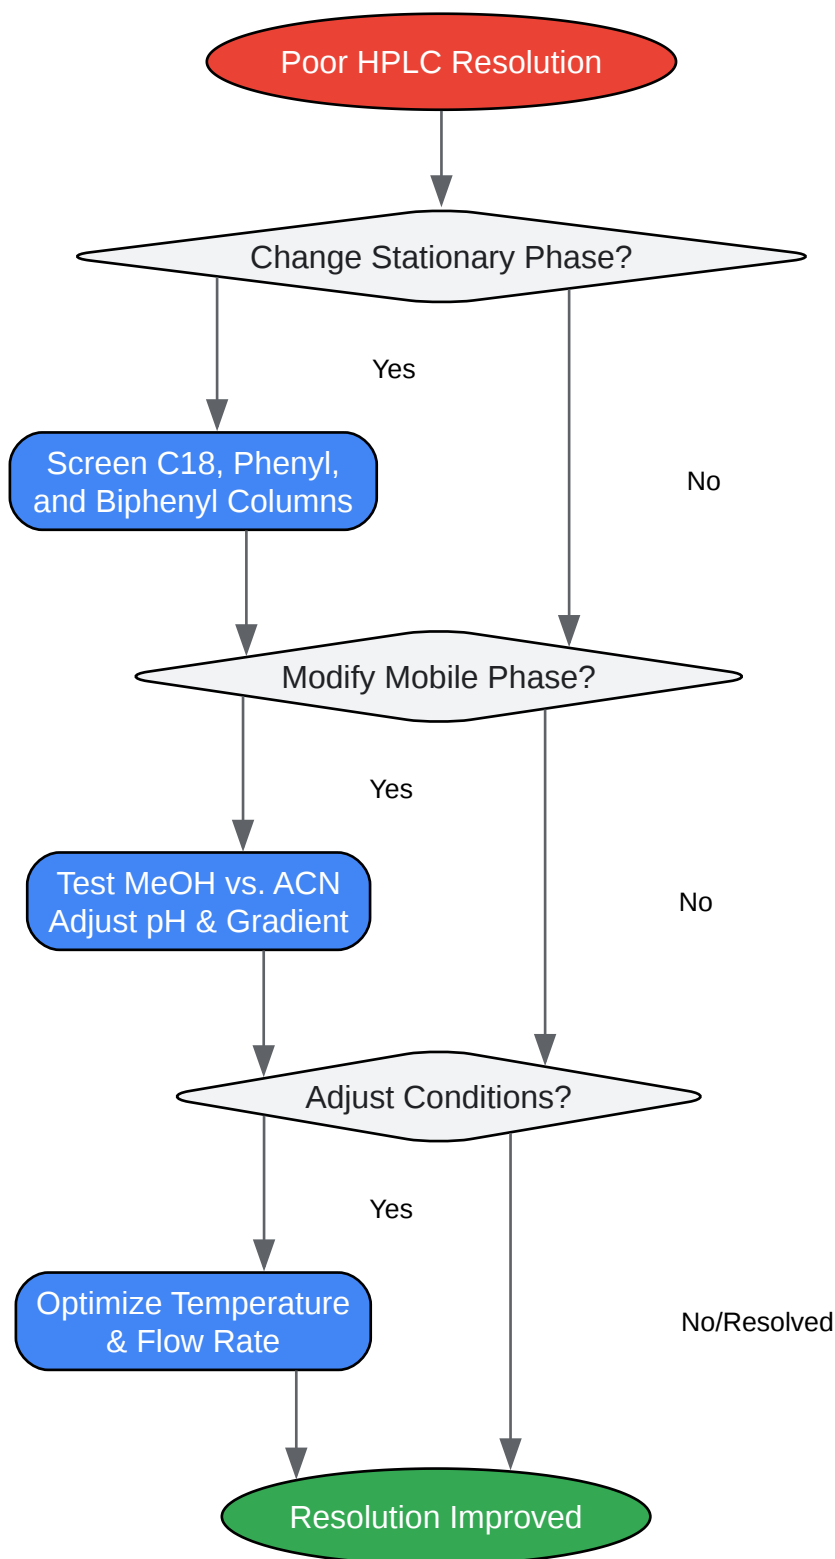 Poor HPLC Resolution
Change Stationary Phase?
Yes
Screen C18, Phenyl,
and Biphenyl Columns
No
Modify Mobile Phase?
Yes
Test MeOH vs. ACN
Adjust pH & Gradient
No
Adjust Conditions?
Yes
Optimize Temperature
& Flow Rate
No/Resolved
Resolution Improved